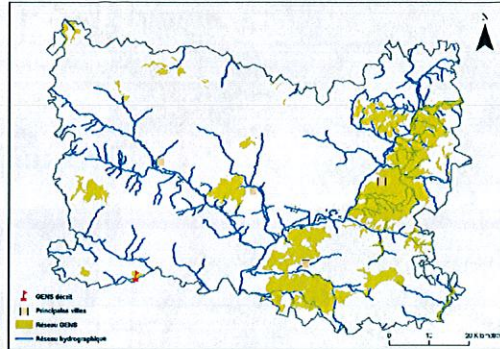 GENS décrit
Principales villes
Réseau GENS
Réseau hydrographique
0 10 20 Kilomètres